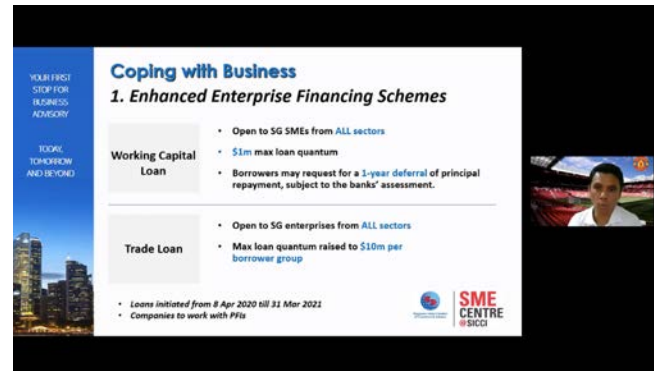 YOUR FIRST
STOP FOR
BUSINESS
ADVISORY
TODAY,
TOMORROW
AND BEYOND
Coping with Business
1. Enhanced Enterprise Financing Schemes
Working Capital
Loan
• Open to SG SMEs from ALL sectors
• $1m max loan quantum
• Borrowers may request for a 1-year deferral of principal
repayment, subject to the banks' assessment.
Trade Loan
• Open to SG enterprises from ALL sectors
• Max loan quantum raised to $10m per
borrower group
• Loans initiated from 8 Apr 2020 till 31 Mar 2021
• Companies to work with PFIs
SME
CENTRE
@SICCI